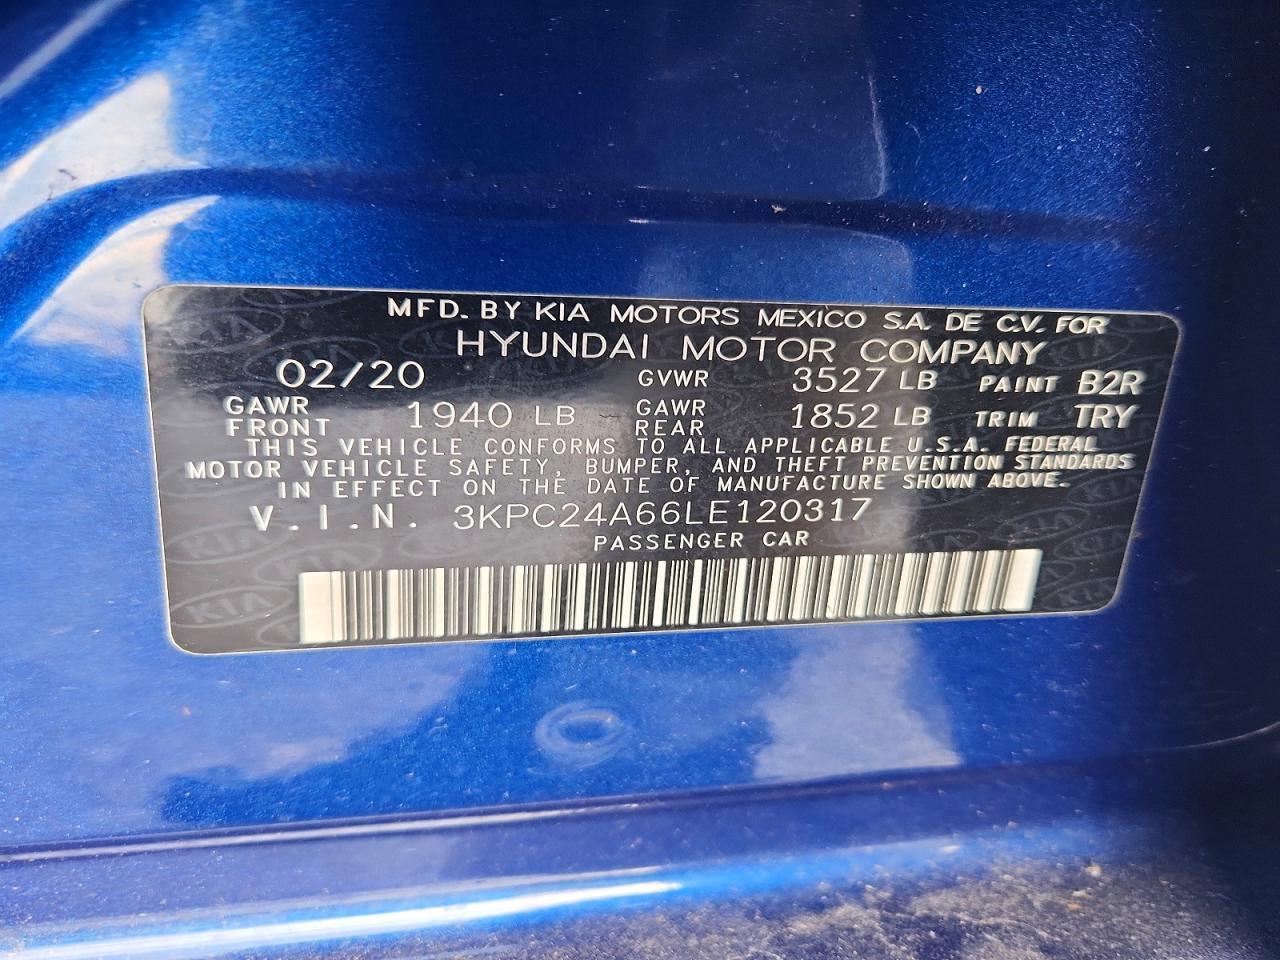 MFD. BY KIA MOTORS MEXICO S.A. DE C.V. FOR
HYUNDAI MOTOR COMPANY
02/20 GVWR 3527 LB PAINT B2R
GAWR FRONT 1940 LB GAWR REAR 1852 LB TRIM TRY
THIS VEHICLE CONFORMS TO ALL APPLICABLE U.S.A. FEDERAL
MOTOR VEHICLE SAFETY, BUMPER, AND THEFT PREVENTION STANDARDS
IN EFFECT ON THE DATE OF MANUFACTURE SHOWN ABOVE.
V.I.N. 3KPC24A66LE120317
PASSENGER CAR